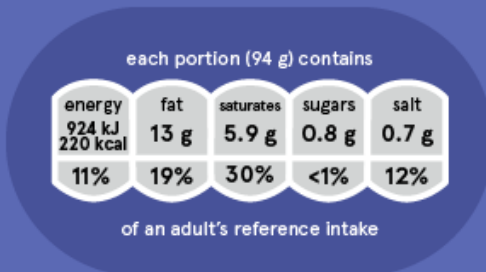 each portion (94 g) contains
energy fat saturates sugars salt
924 kJ
220 kcal 13 g 5.9 g 0.8 g 0.7 g
11% 19% 30% <1% 12%
of an adult's reference intake